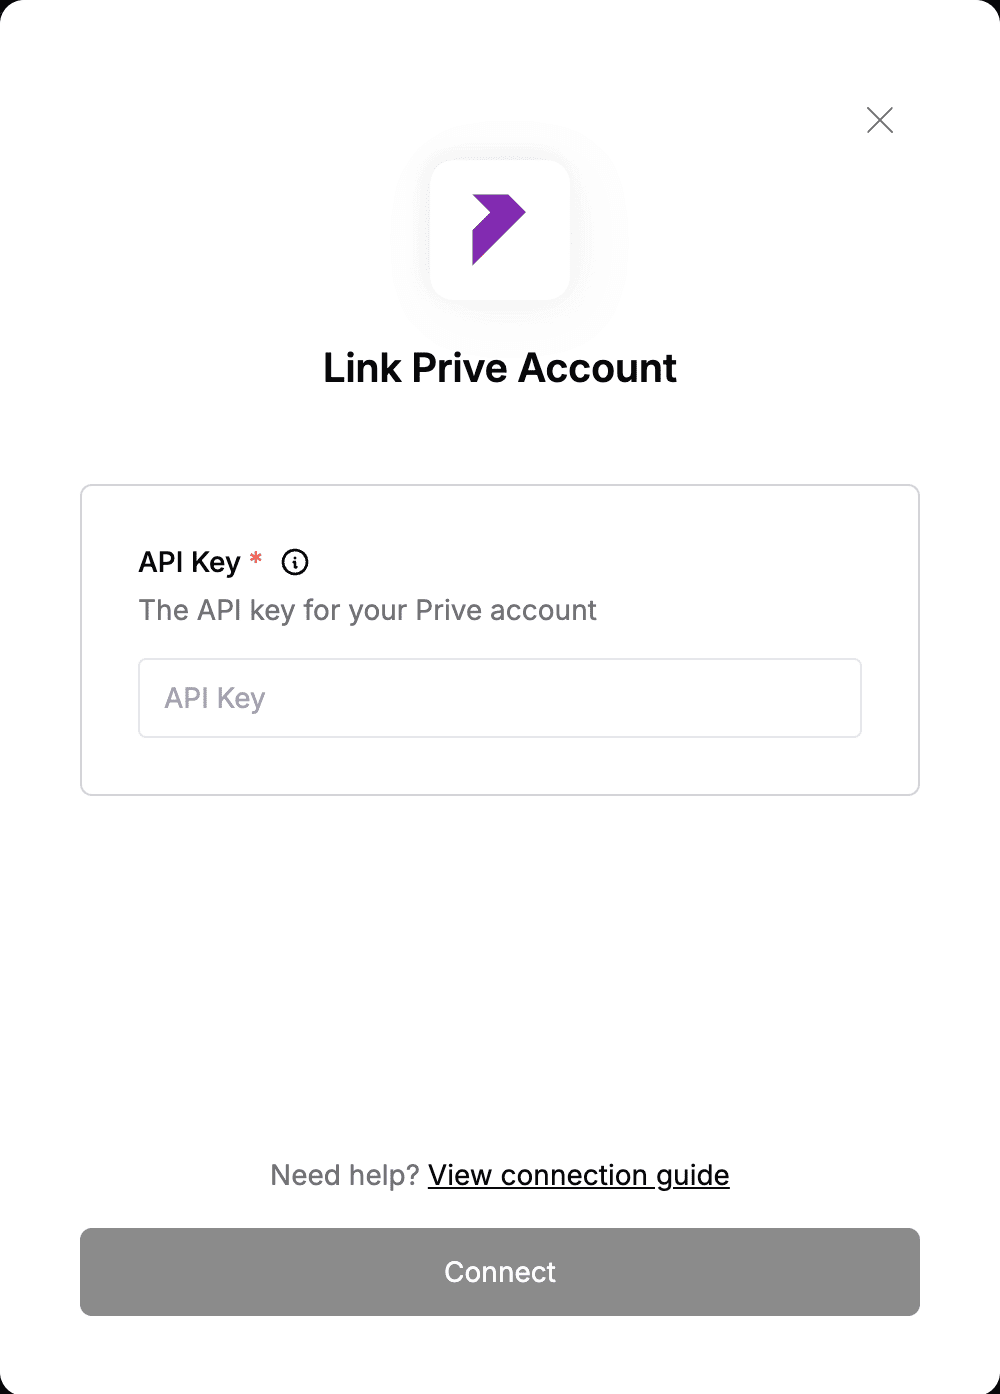 Link Prive Account
API Key *
The API key for your Prive account
API Key
Need help? View connection guide
Connect